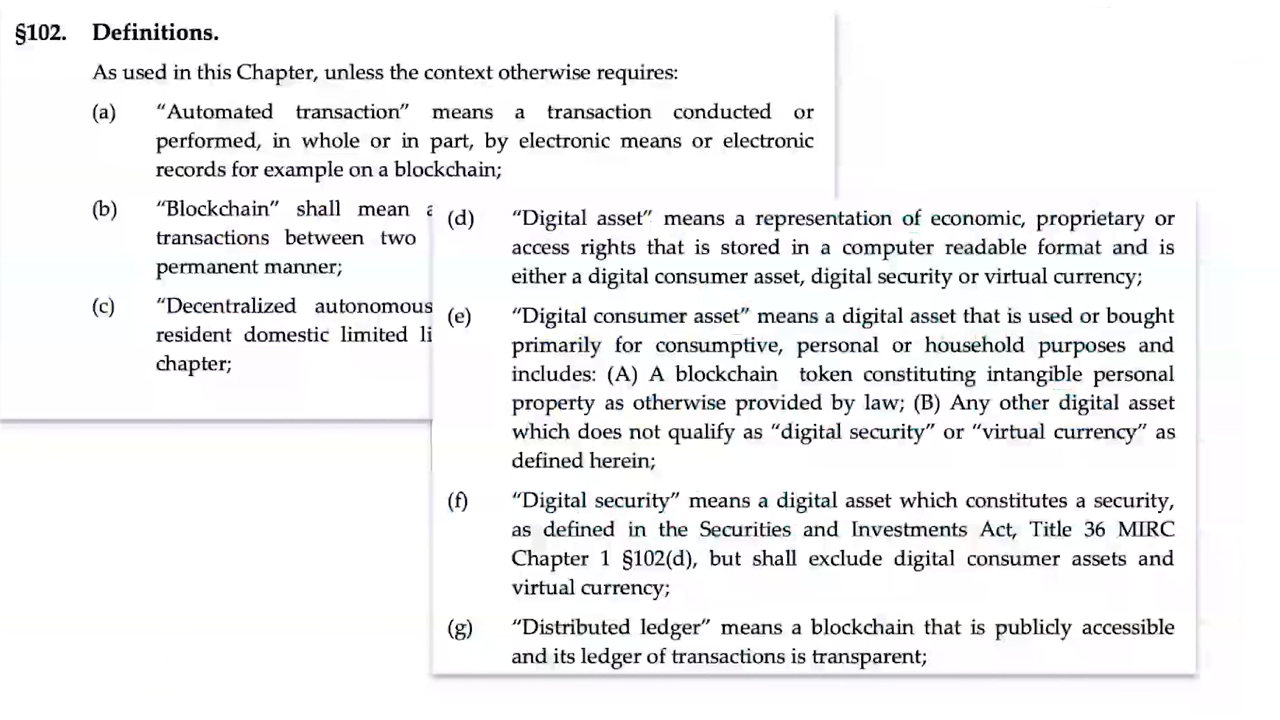 §102. Definitions.
As used in this Chapter, unless the context otherwise requires:
(a) “Automated transaction” means a transaction conducted or
performed, in whole or in part, by electronic means or electronic
records for example on a blockchain;
(b) “Blockchain” shall mean
transactions between two
permanent manner;
(c) “Decentralized autonomous
resident domestic limited li
chapter;
(d) “Digital asset” means a representation of economic, proprietary or
access rights that is stored in a computer readable format and is
either a digital consumer asset, digital security or virtual currency;
(e) “Digital consumer asset” means a digital asset that is used or bought
primarily for consumptive, personal or household purposes and
includes: (A) A blockchain token constituting intangible personal
property as otherwise provided by law; (B) Any other digital asset
which does not qualify as “digital security” or “virtual currency” as
defined herein;
(f) “Digital security” means a digital asset which constitutes a security,
as defined in the Securities and Investments Act, Title 36 MIRC
Chapter 1 §102(d), but shall exclude digital consumer assets and
virtual currency;
(g) “Distributed ledger” means a blockchain that is publicly accessible
and its ledger of transactions is transparent;